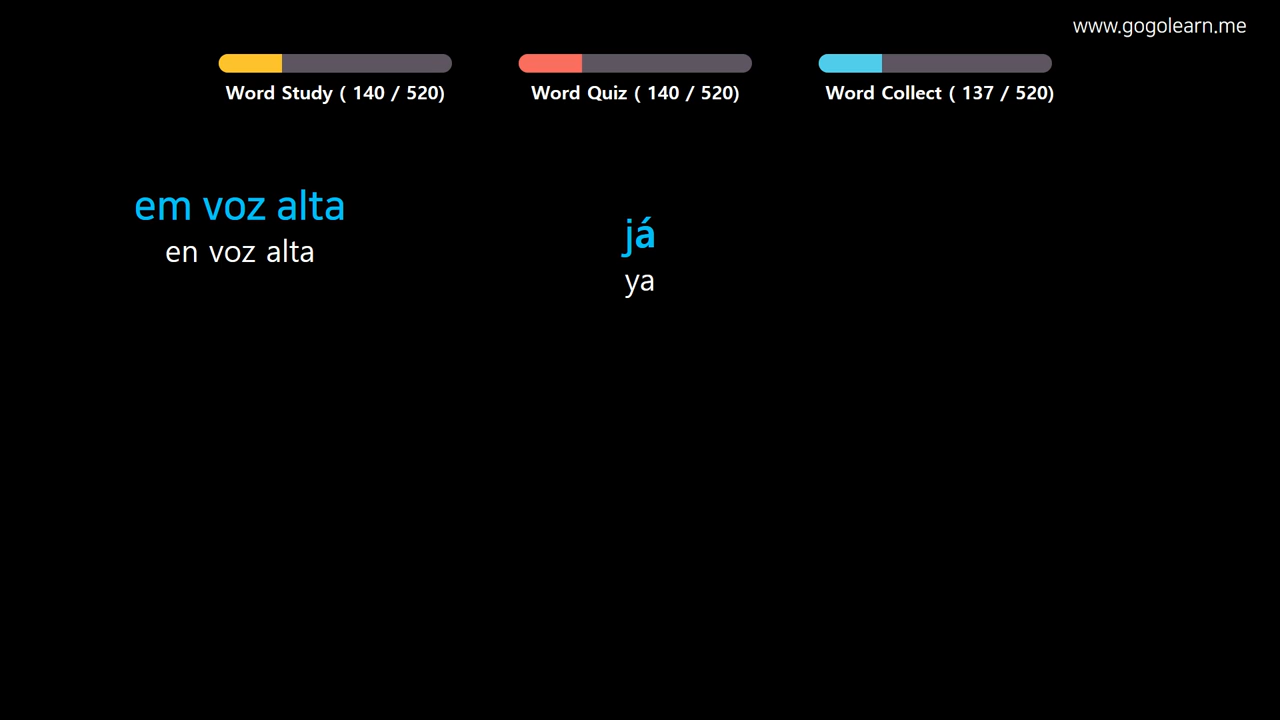 www.gogolearn.me
Word Study ( 140 / 520)
Word Quiz ( 140 / 520)
Word Collect ( 137 / 520)
em voz alta
en voz alta
já
ya